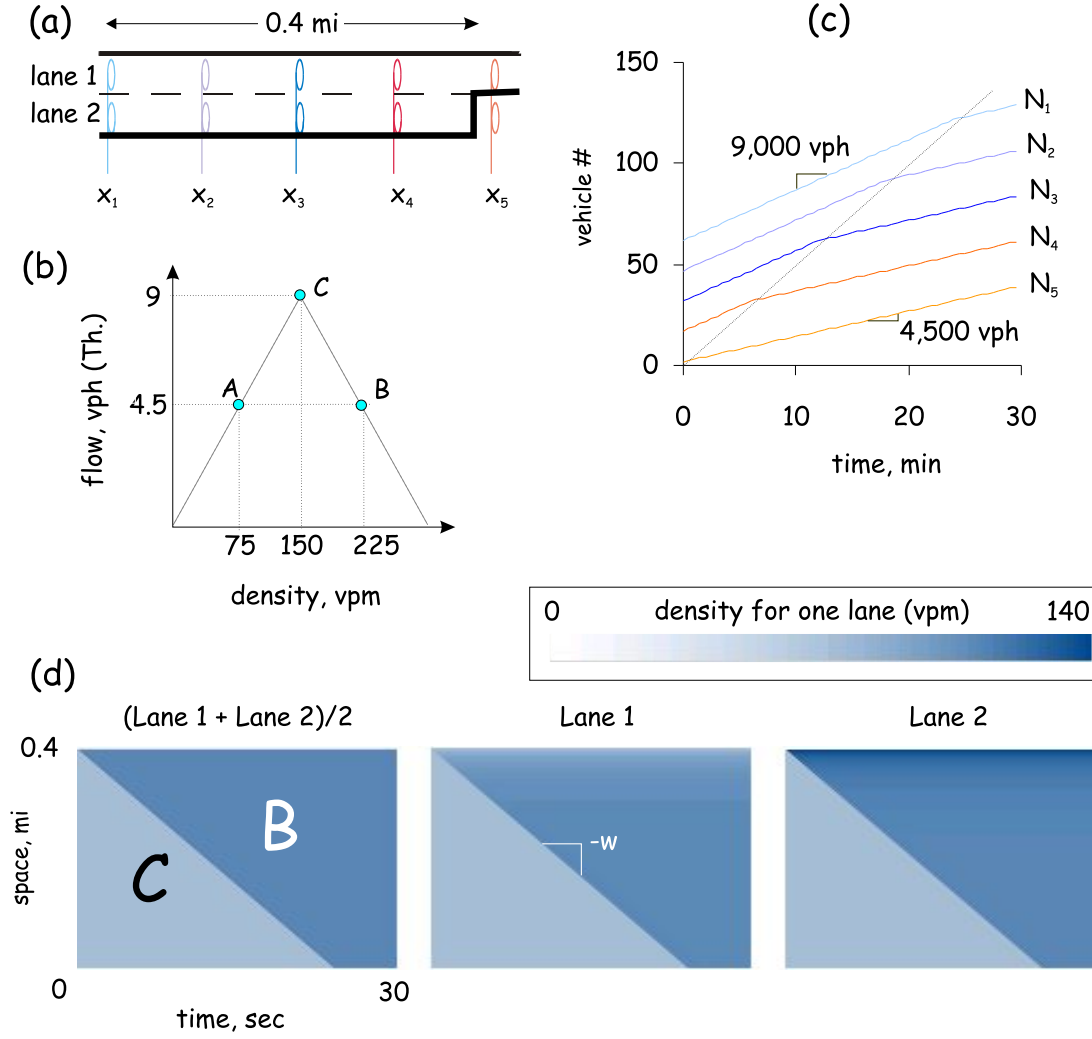 (a)
0.4 mi
lane 1
lane 2
x₁ x₂ x₃ x₄ x₅
(b)
flow, vph (Th.)
9
4.5
A
B
C
75 150 225
density, vpm
(c)
vehicle #
150
100
50
0
9,000 vph
4,500 vph
N₁
N₂
N₃
N₄
N₅
0 10 20 30
time, min
0 density for one lane (vpm) 140
(d)
(Lane 1 + Lane 2)/2
Lane 1
Lane 2
0.4
space, mi
B
C
-w
0
30
time, sec